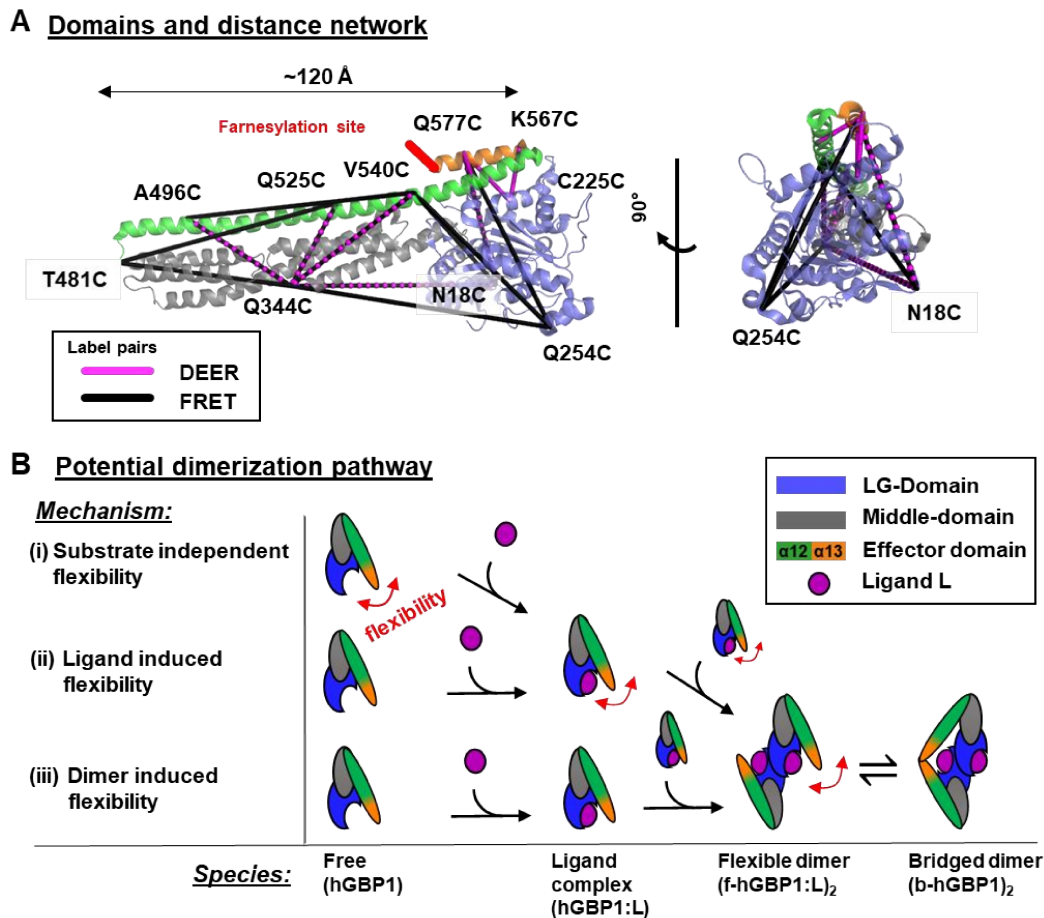 A Domains and distance network
~120 Å
Farnesylation site
Q577C
K567C
V540C
Q525C
A496C
C225C
T481C
Q344C
N18C
Q254C
90°
Q254C
N18C
Label pairs
DEER
FRET
B Potential dimerization pathway
LG-Domain
Middle-domain
α12 α13 Effector domain
Ligand L
Mechanism:
(i) Substrate independent
flexibility
flexibility
(ii) Ligand induced
flexibility
(iii) Dimer induced
flexibility
Species:
Free
(hGBP1)
Ligand
complex
(hGBP1:L)
Flexible dimer
(f-hGBP1:L)₂
Bridged dimer
(b-hGBP1)₂